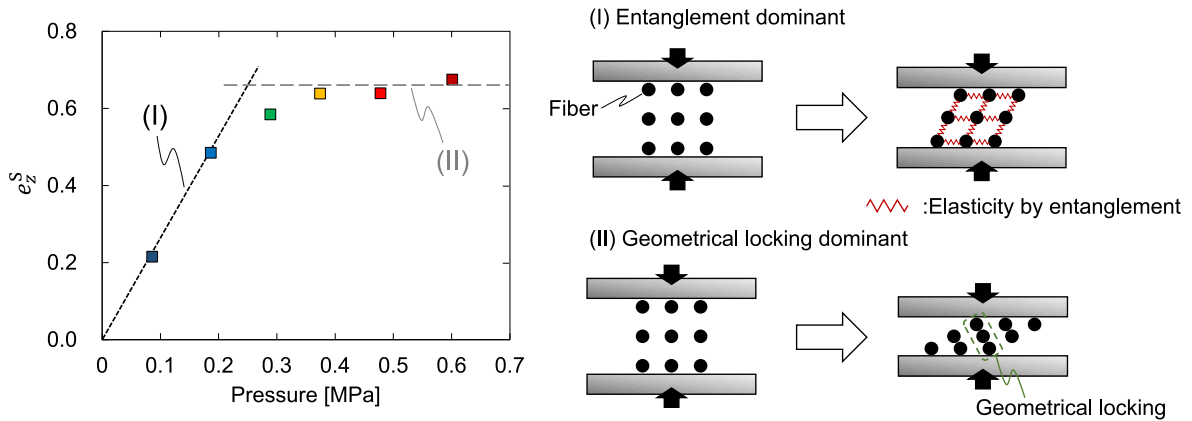 0.8
0.6
0.4
0.2
0.0
0
0.1
0.2
0.3
0.4
0.5
0.6
0.7
e_z^S
Pressure [MPa]
(I)
(II)
(I) Entanglement dominant
Fiber
:Elasticity by entanglement
(II) Geometrical locking dominant
Geometrical locking